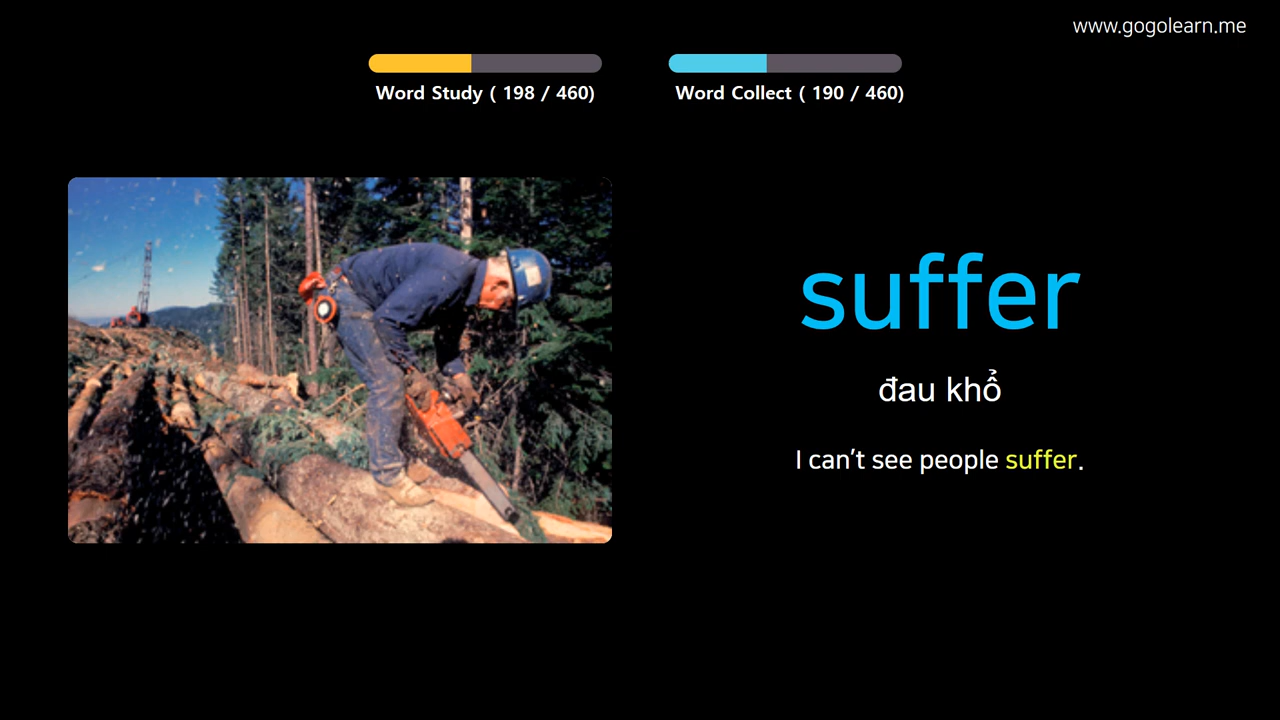 www.gogolearn.me
Word Study ( 198 / 460)
Word Collect ( 190 / 460)
suffer
đau khổ
I can't see people suffer.